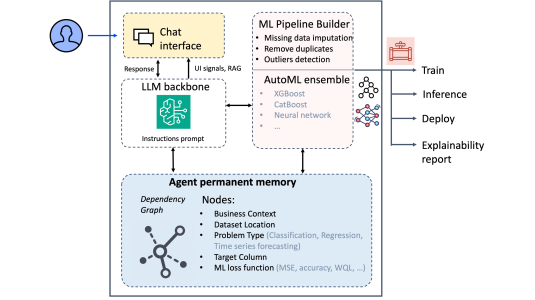 Chat
interface
Response
UI signals, RAG
LLM backbone
Instructions prompt
ML Pipeline Builder
• Missing data imputation
• Remove duplicates
• Outliers detection
AutoML ensemble
• XGBoost
• CatBoost
• Neural network
• ...
Train
Inference
Deploy
Explainability
report
Agent permanent memory
Dependency
Graph
Nodes:
• Business Context
• Dataset Location
• Problem Type (Classification, Regression,
Time series forecasting)
• Target Column
• ML loss function (MSE, accuracy, WQL, ...)